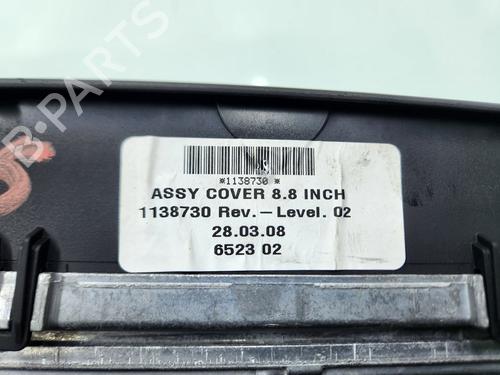 B-PARTS
*1138730 *
ASSY COVER 8.8 INCH
1138730 Rev.-Level. 02
28.03.08
6523 02